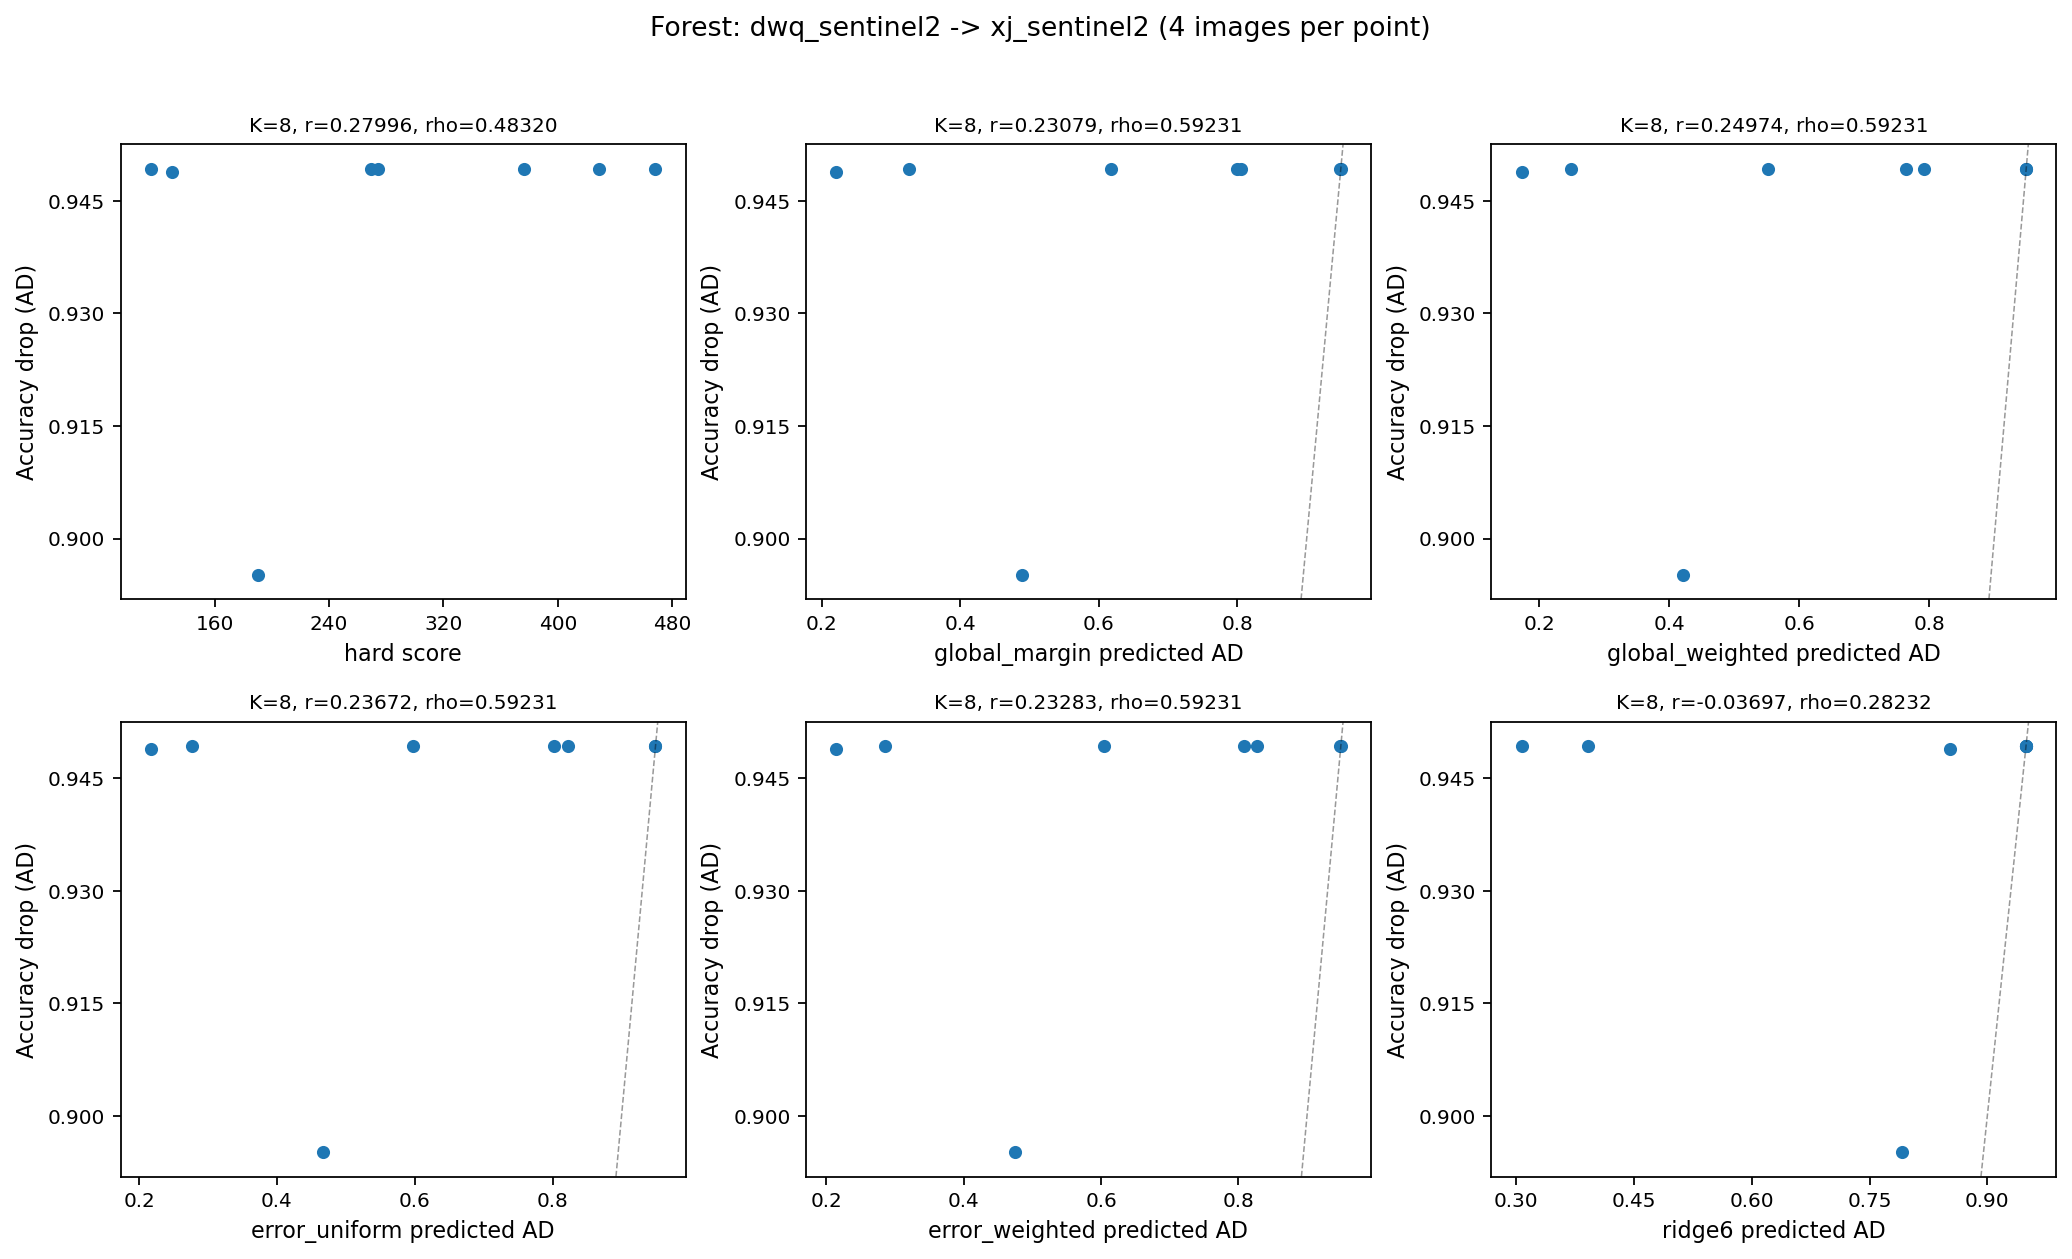 Forest: dwq_sentinel2 -> xj_sentinel2 (4 images per point)
K=8, r=0.27996, rho=0.48320
Accuracy drop (AD)
0.945
0.930
0.915
0.900
160 240 320 400 480
hard score
K=8, r=0.23079, rho=0.59231
Accuracy drop (AD)
0.945
0.930
0.915
0.900
0.2 0.4 0.6 0.8
global_margin predicted AD
K=8, r=0.24974, rho=0.59231
Accuracy drop (AD)
0.945
0.930
0.915
0.900
0.2 0.4 0.6 0.8
global_weighted predicted AD
K=8, r=0.23672, rho=0.59231
Accuracy drop (AD)
0.945
0.930
0.915
0.900
0.2 0.4 0.6 0.8
error_uniform predicted AD
K=8, r=0.23283, rho=0.59231
Accuracy drop (AD)
0.945
0.930
0.915
0.900
0.2 0.4 0.6 0.8
error_weighted predicted AD
K=8, r=-0.03697, rho=0.28232
Accuracy drop (AD)
0.945
0.930
0.915
0.900
0.30 0.45 0.60 0.75 0.90
ridge6 predicted AD